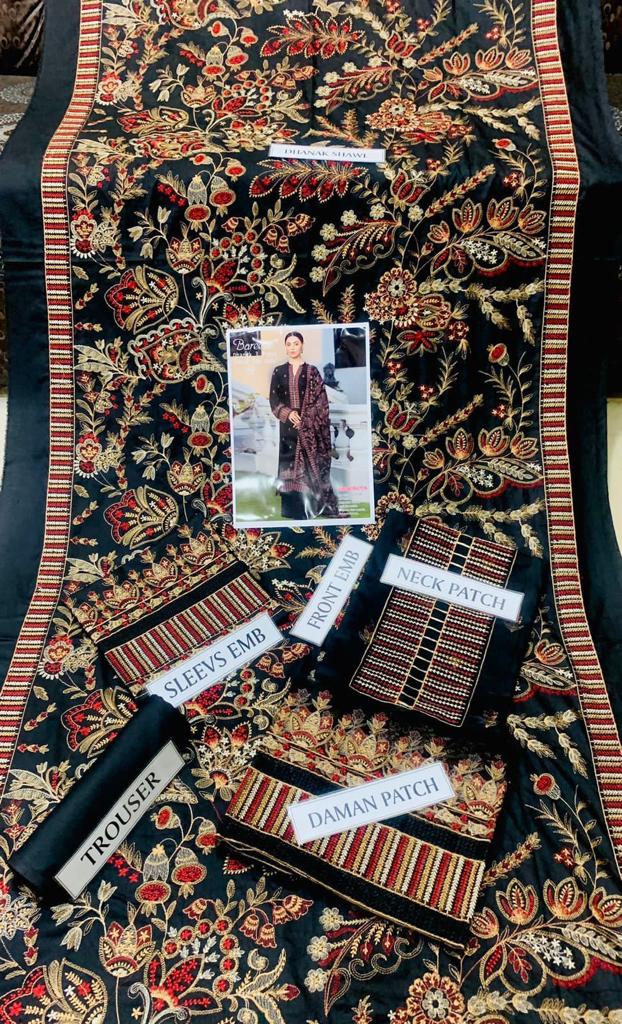 DHANAK SHAWL
FRONT EMB
NECK PATCH
SLEEVS EMB
TROUSER
DAMAN PATCH